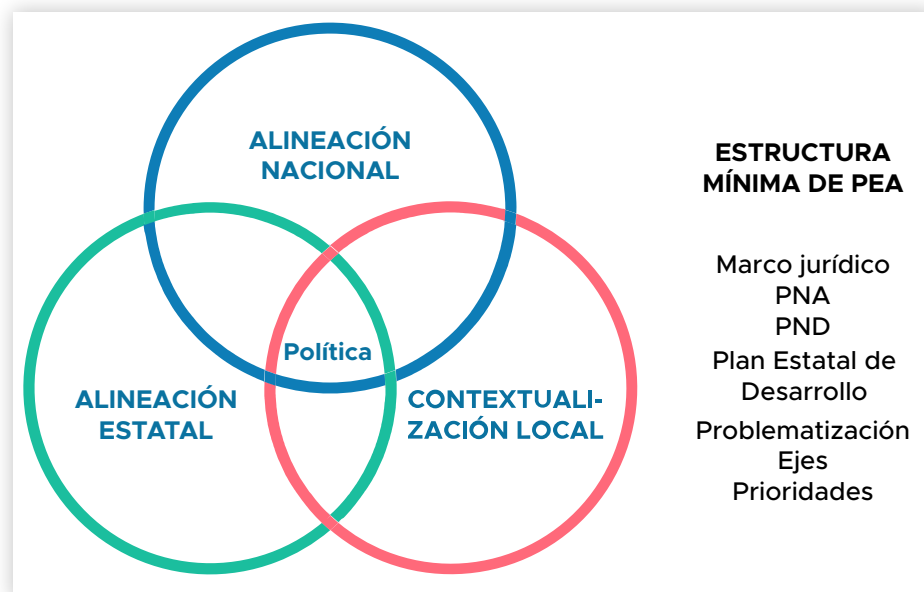 ALINEACIÓN
NACIONAL
Política
ALINEACIÓN
ESTATAL
CONTEXTUALI-
ZACIÓN LOCAL
ESTRUCTURA
MÍNIMA DE PEA
Marco jurídico
PNA
PND
Plan Estatal de
Desarrollo
Problematización
Ejes
Prioridades